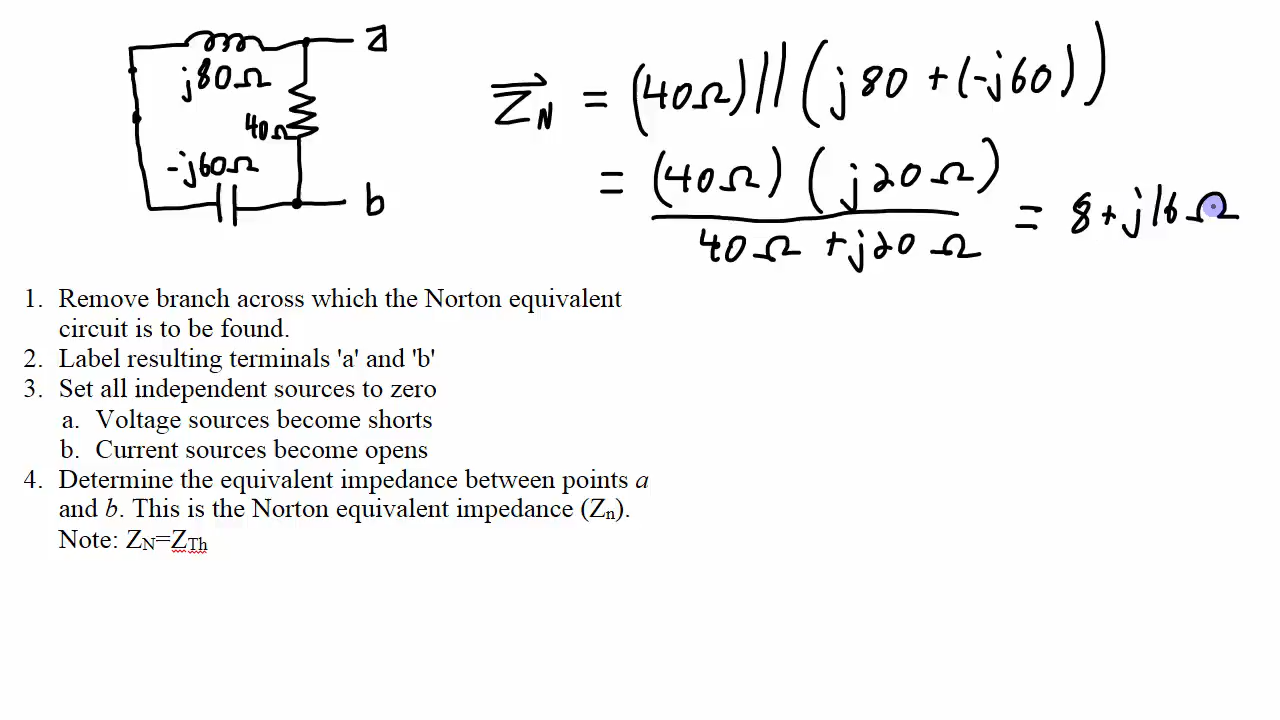 a
j80Ω
40Ω
-j60Ω
b
Z_N = (40Ω) || (j80 + (-j60))
= (40Ω) (j20Ω) / 40Ω + j20Ω = 8 + j16 Ω
1. Remove branch across which the Norton equivalent
circuit is to be found.
2. Label resulting terminals 'a' and 'b'
3. Set all independent sources to zero
a. Voltage sources become shorts
b. Current sources become opens
4. Determine the equivalent impedance between points a
and b. This is the Norton equivalent impedance (Zn).
Note: ZN=ZTh